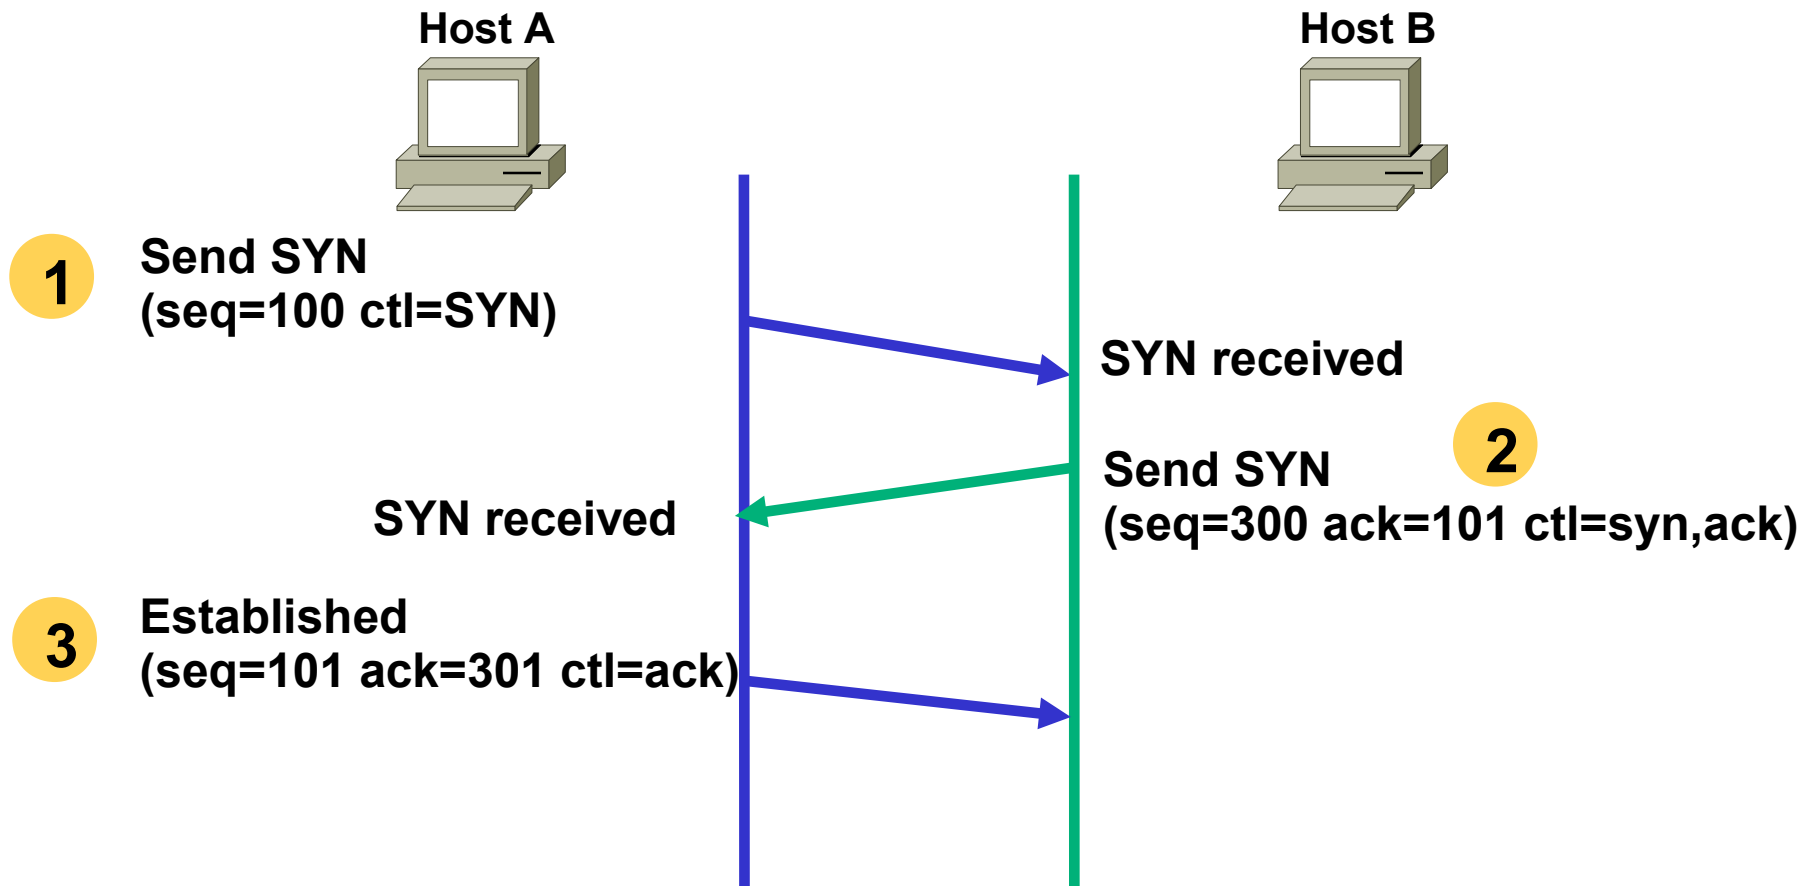 Host A
Host B
1
Send SYN
(seq=100 ctl=SYN)
SYN received
2
Send SYN
(seq=300 ack=101 ctl=syn,ack)
SYN received
3
Established
(seq=101 ack=301 ctl=ack)